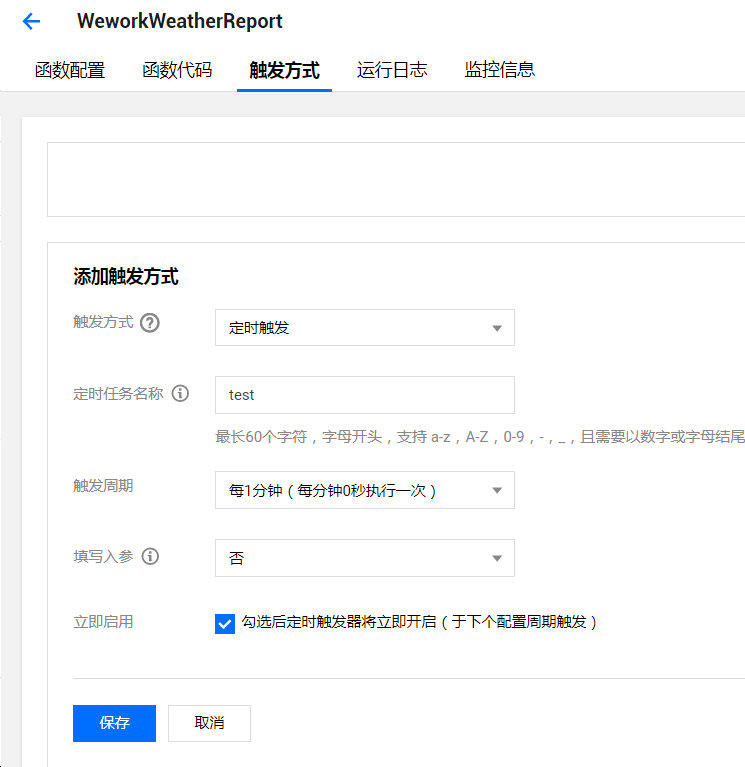 WeworkWeatherReport
函数配置 函数代码 触发方式 运行日志 监控信息
添加触发方式
触发方式 ? 定时触发
定时任务名称 test
最长60个字符，字母开头，支持 a-z，A-Z，0-9，-，_，且需要以数字或字母结尾
触发周期 每1分钟（每分钟0秒执行一次）
填写入参 否
立即启用 勾选后定时触发器将立即开启（于下个配置周期触发）
保存 取消